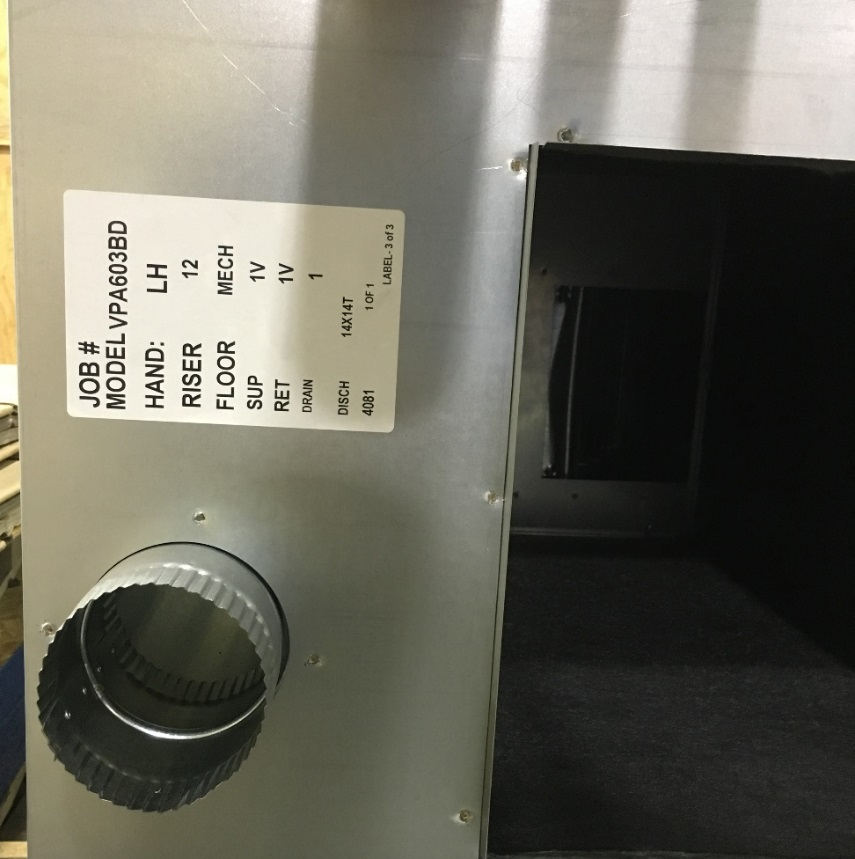 JOB #
MODEL VPA603BD
HAND: LH
RISER 12
FLOOR MECH
SUP 1V
RET 1V
DRAIN 1
DISCH 14X14T
4081 1 OF 1
LABEL- 3 of 3